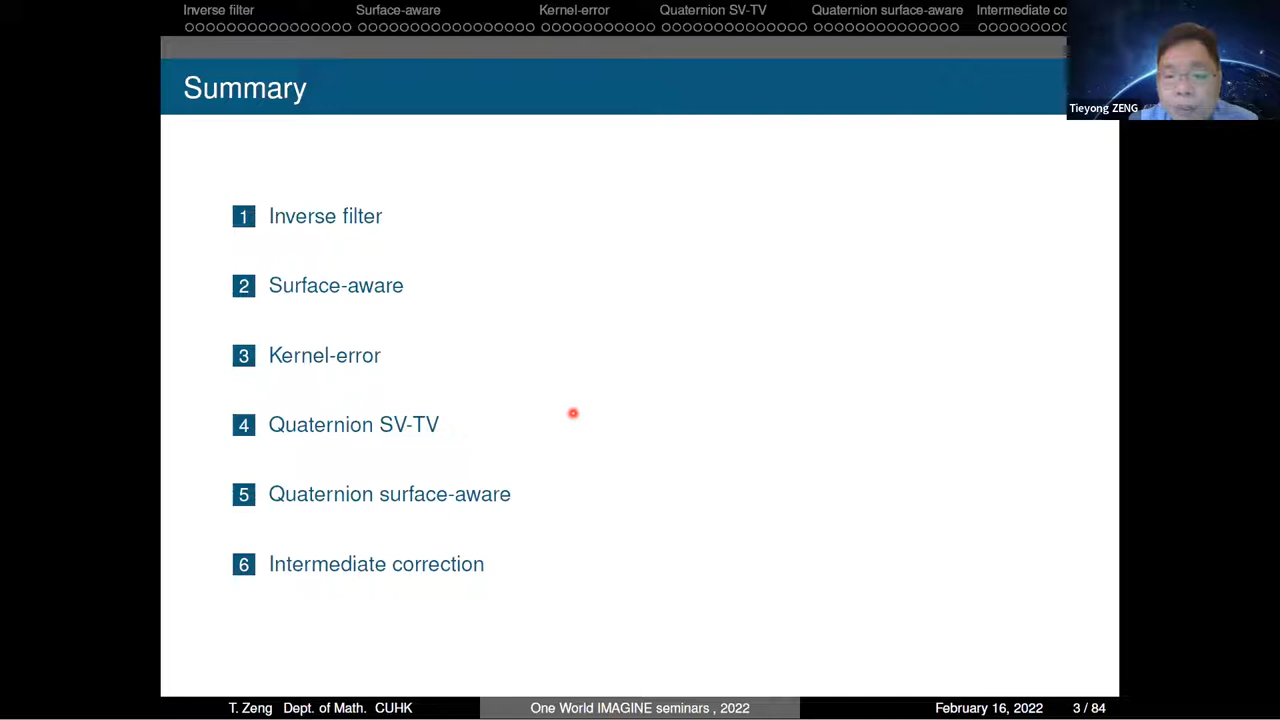 Inverse filter Surface-aware Kernel-error Quaternion SV-TV Quaternion surface-aware Intermediate co
Summary
Tieyong ZENG
1 Inverse filter
2 Surface-aware
3 Kernel-error
4 Quaternion SV-TV
5 Quaternion surface-aware
6 Intermediate correction
T. Zeng Dept. of Math. CUHK One World IMAGINE seminars , 2022 February 16, 2022 3 / 84